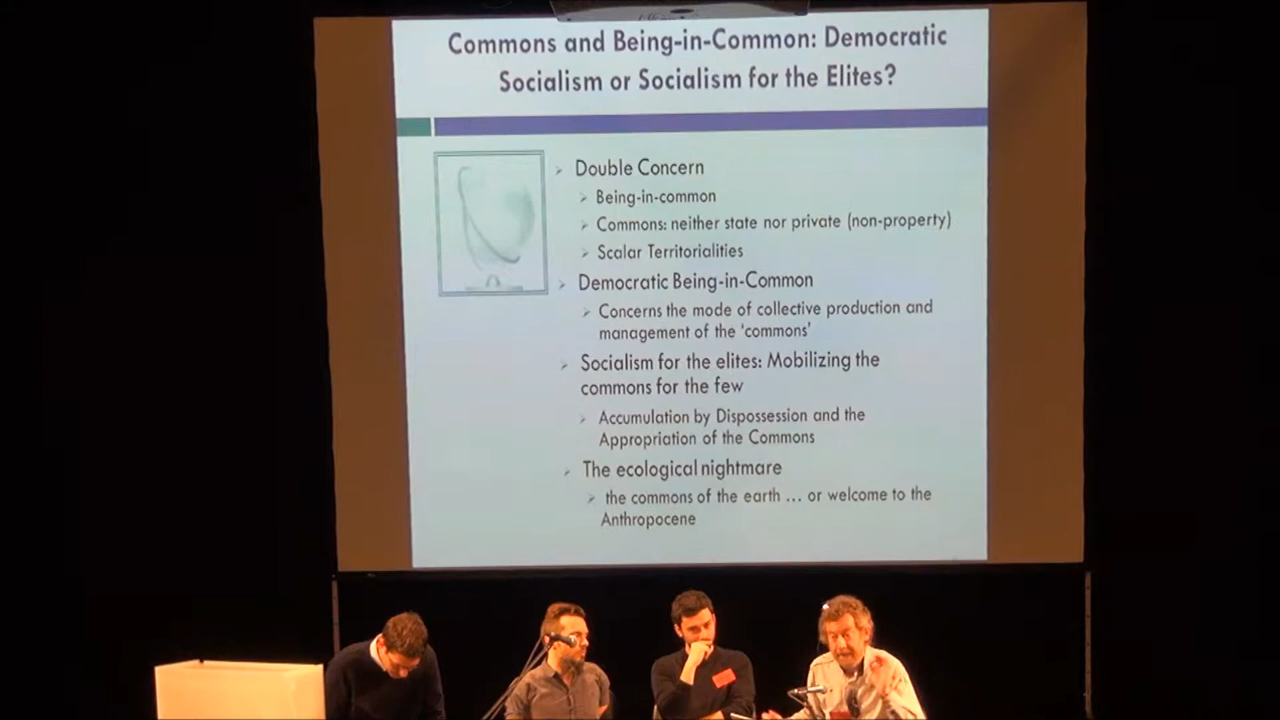 Commons and Being-in-Common: Democratic
Socialism or Socialism for the Elites?
Double Concern
Being-in-common
Commons: neither state nor private (non-property)
Scalar Territorialities
Democratic Being-in-Common
Concerns the mode of collective production and
management of the ‘commons’
Socialism for the elites: Mobilizing the
commons for the few
Accumulation by Dispossession and the
Appropriation of the Commons
The ecological nightmare
the commons of the earth … or welcome to the
Anthropocene